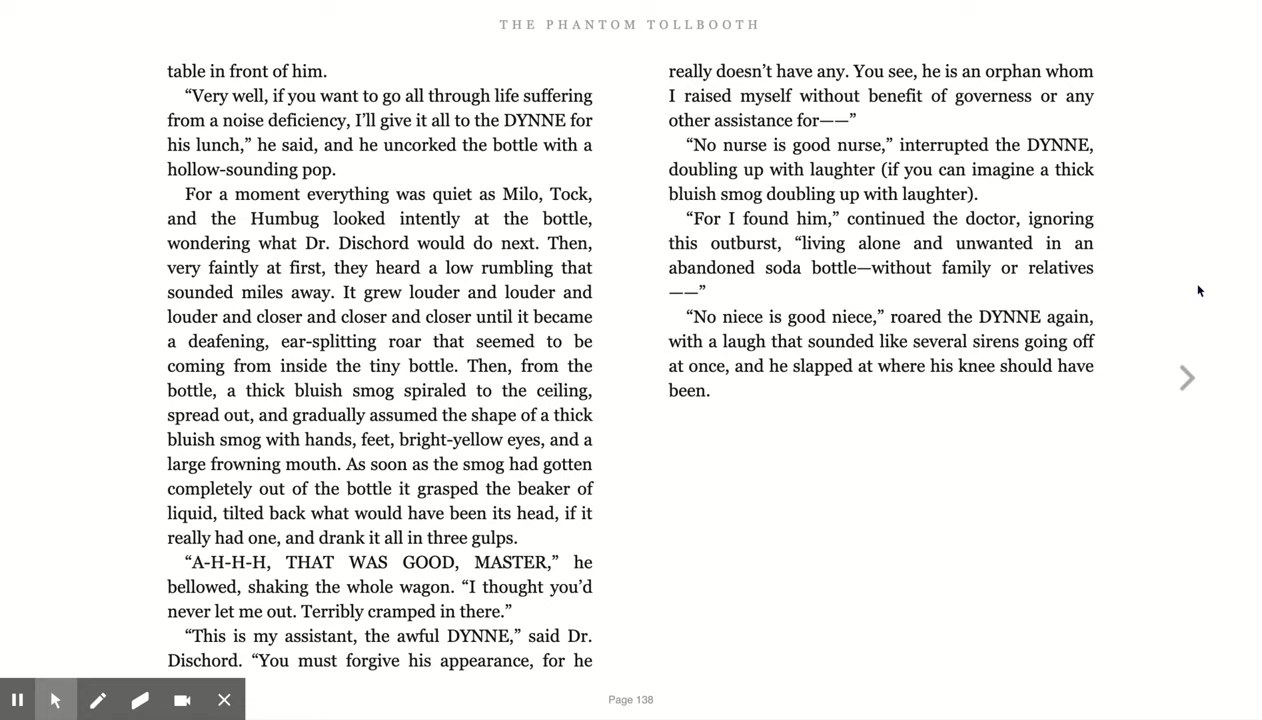 THE PHANTOM TOLLBOOTH
table in front of him.
“Very well, if you want to go all through life suffering
from a noise deficiency, I’ll give it all to the DYNNE for
his lunch,” he said, and he uncorked the bottle with a
hollow-sounding pop.
For a moment everything was quiet as Milo, Tock,
and the Humbug looked intently at the bottle,
wondering what Dr. Dischord would do next. Then,
very faintly at first, they heard a low rumbling that
sounded miles away. It grew louder and louder and
louder and closer and closer and closer until it became
a deafening, ear-splitting roar that seemed to be
coming from inside the tiny bottle. Then, from the
bottle, a thick bluish smog spiraled to the ceiling,
spread out, and gradually assumed the shape of a thick
bluish smog with hands, feet, bright-yellow eyes, and a
large frowning mouth. As soon as the smog had gotten
completely out of the bottle it grasped the beaker of
liquid, tilted back what would have been its head, if it
really had one, and drank it all in three gulps.
“A-H-H-H, THAT WAS GOOD, MASTER,” he
bellowed, shaking the whole wagon. “I thought you’d
never let me out. Terribly cramped in there.”
“This is my assistant, the awful DYNNE,” said Dr.
Dischord. “You must forgive his appearance, for he
really doesn’t have any. You see, he is an orphan whom
I raised myself without benefit of governess or any
other assistance for——”
“No nurse is good nurse,” interrupted the DYNNE,
doubling up with laughter (if you can imagine a thick
bluish smog doubling up with laughter).
“For I found him,” continued the doctor, ignoring
this outburst, “living alone and unwanted in an
abandoned soda bottle—without family or relatives
——”
“No niece is good niece,” roared the DYNNE again,
with a laugh that sounded like several sirens going off
at once, and he slapped at where his knee should have
been.
Page 138